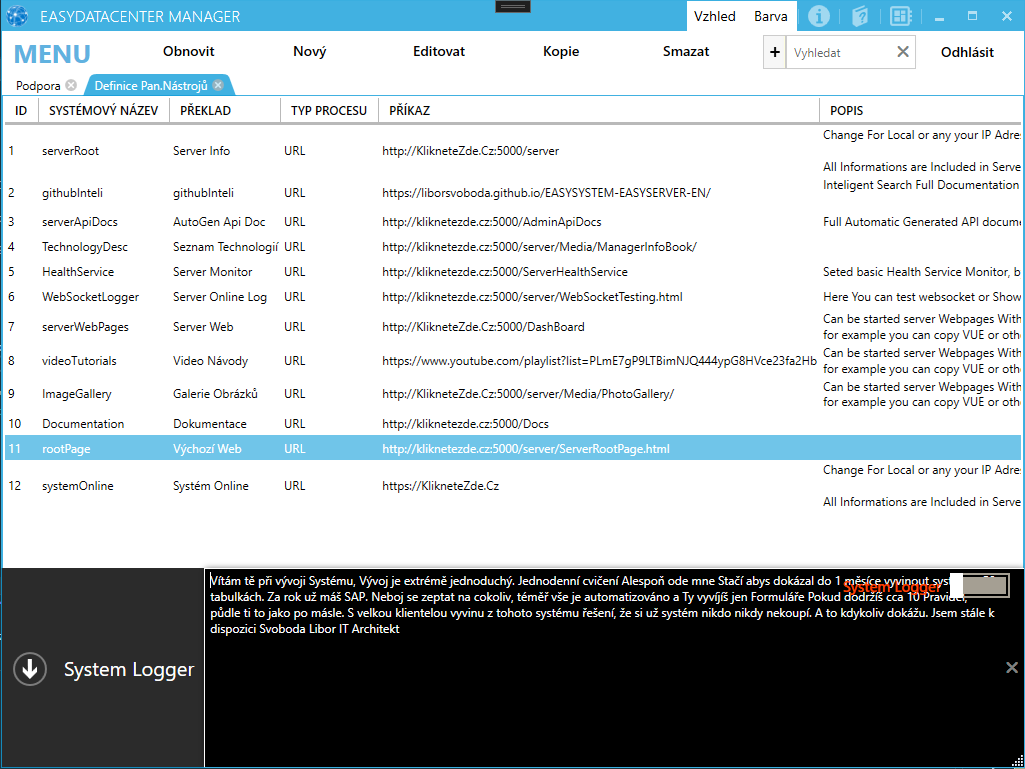 EASYDATACENTER MANAGER
Vzhled Barva
MENU Obnovit Nový Editovat Kopie Smazat + Vyhledat Odhlásit
Podpora Definice Pan.Nástrojů
ID SYSTÉMOVÝ NÁZEV PŘEKLAD TYP PROCESU PŘÍKAZ POPIS
Change For Local or any your IP Adre
1 serverRoot Server Info URL http://KlikneteZde.Cz:5000/server
All Informations are Included in Serve
2 githubInteli githubInteli URL https://liborsvoboda.github.io/EASYSYSTEM-EASYSERVER-EN/ Inteligent Search Full Documentation
3 serverApiDocs AutoGen Api Doc URL http://kliknetezde.cz:5000/AdminApiDocs Full Automatic Generated API docume
4 TechnologyDesc Seznam Technologií URL http://kliknetezde.cz:5000/server/Media/ManagerInfoBook/
5 HealthService Server Monitor URL http://kliknetezde.cz:5000/ServerHealthService Seted basic Health Service Monitor, b
6 WebSocketLogger Server Online Log URL http://kliknetezde.cz:5000/server/WebSocketTesting.html Here You can test websocket or Show
7 serverWebPages Server Web URL http://KlikneteZde.Cz:5000/DashBoard Can be started server Webpages With
for example you can copy VUE or oth
8 videoTutorials Video Návody URL https://www.youtube.com/playlist?list=PLmE7gP9LTBimNJQ444ypG8HVce23fa2Hb Can be started server Webpages With
for example you can copy VUE or oth
9 ImageGallery Galerie Obrázků URL http://KlikneteZde.Cz:5000/server/Media/PhotoGallery/ Can be started server Webpages With
for example you can copy VUE or oth
10 Documentation Dokumentace URL http://kliknetezde.cz:5000/Docs
11 rootPage Výchozí Web URL http://kliknetezde.cz:5000/server/ServerRootPage.html
Change For Local or any your IP Adre
12 systemOnline Systém Online URL https://KlikneteZde.Cz
All Informations are Included in Serve
Vítám tě při vývoji Systému, Vývoj je extrémě jednoduchý. Jednodenní cvičení Alespoň ode mne Stačí abys dokázal do 1 měsíce vyvinout
System Logger
tabulkách. Za rok už máš SAP. Neboj se zeptat na cokoliv, téměř vše je automatizováno a Ty vyvíjíš jen Formuláře Pokud dodržíš cca 10 Pravidel,
půdle ti to jako po másle. S velkou klientelou vyvinu z tohoto systému řešení, že si už systém nikdo nikdy nekoupí. A to kdykoliv dokážu. Jsem stále k
dispozici Svoboda Libor IT Architekt
System Logger